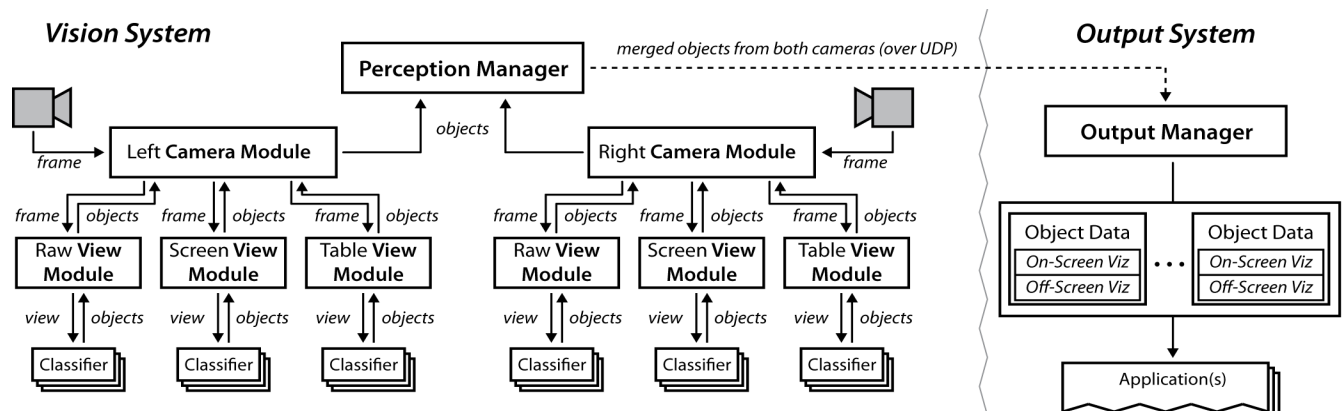 Vision System
Output System
merged objects from both cameras (over UDP)
Perception Manager
Output Manager
objects
Left Camera Module
Right Camera Module
frame
frame
frame
objects
frame
objects
frame
objects
frame
objects
frame
objects
frame
objects
Raw View
Module
Screen View
Module
Table View
Module
Raw View
Module
Screen View
Module
Table View
Module
Object Data
On-Screen Viz
Off-Screen Viz
...
Object Data
On-Screen Viz
Off-Screen Viz
view
objects
view
objects
view
objects
view
objects
view
objects
view
objects
Classifier
Classifier
Classifier
Classifier
Classifier
Classifier
Application(s)